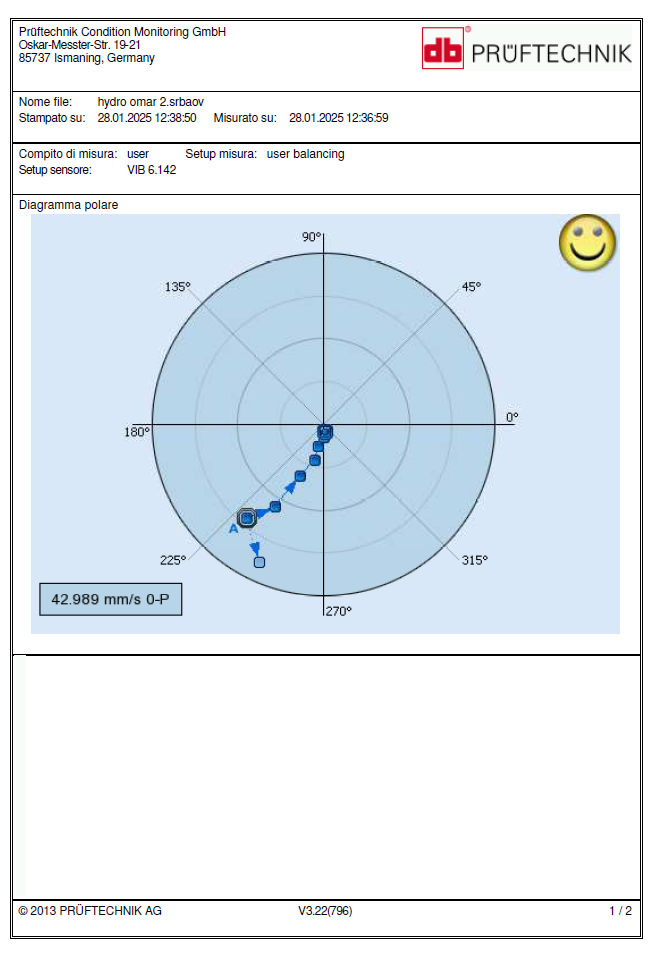 Prüftechnik Condition Monitoring GmbH
Oskar-Messter-Str. 19-21
85737 Ismaning, Germany
db® PRÜFTECHNIK
Nome file: hydro omar 2.srbaov
Stampato su: 28.01.2025 12:38:50 Misurato su: 28.01.2025 12:36:59
Compito di misura: user Setup misura: user balancing
Setup sensore: VIB 6.142
Diagramma polare
90°
135° 45°
180° 0°
A
225° 315°
42.989 mm/s 0-P
270°
© 2013 PRÜFTECHNIK AG V3.22(796) 1 / 2